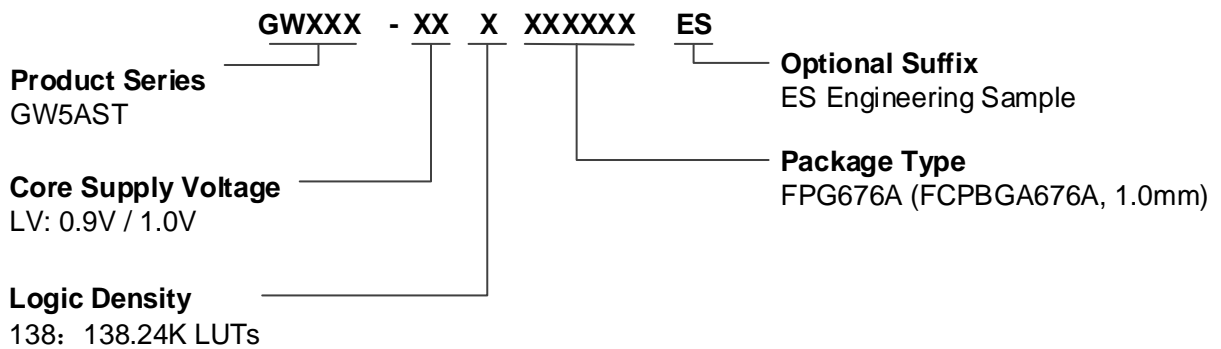 GWXXX - XX X XXXXXX ES
Product Series
GW5AST
Optional Suffix
ES Engineering Sample
Core Supply Voltage
LV: 0.9V / 1.0V
Package Type
FPG676A (FCPBGA676A, 1.0mm)
Logic Density
138：138.24K LUTs